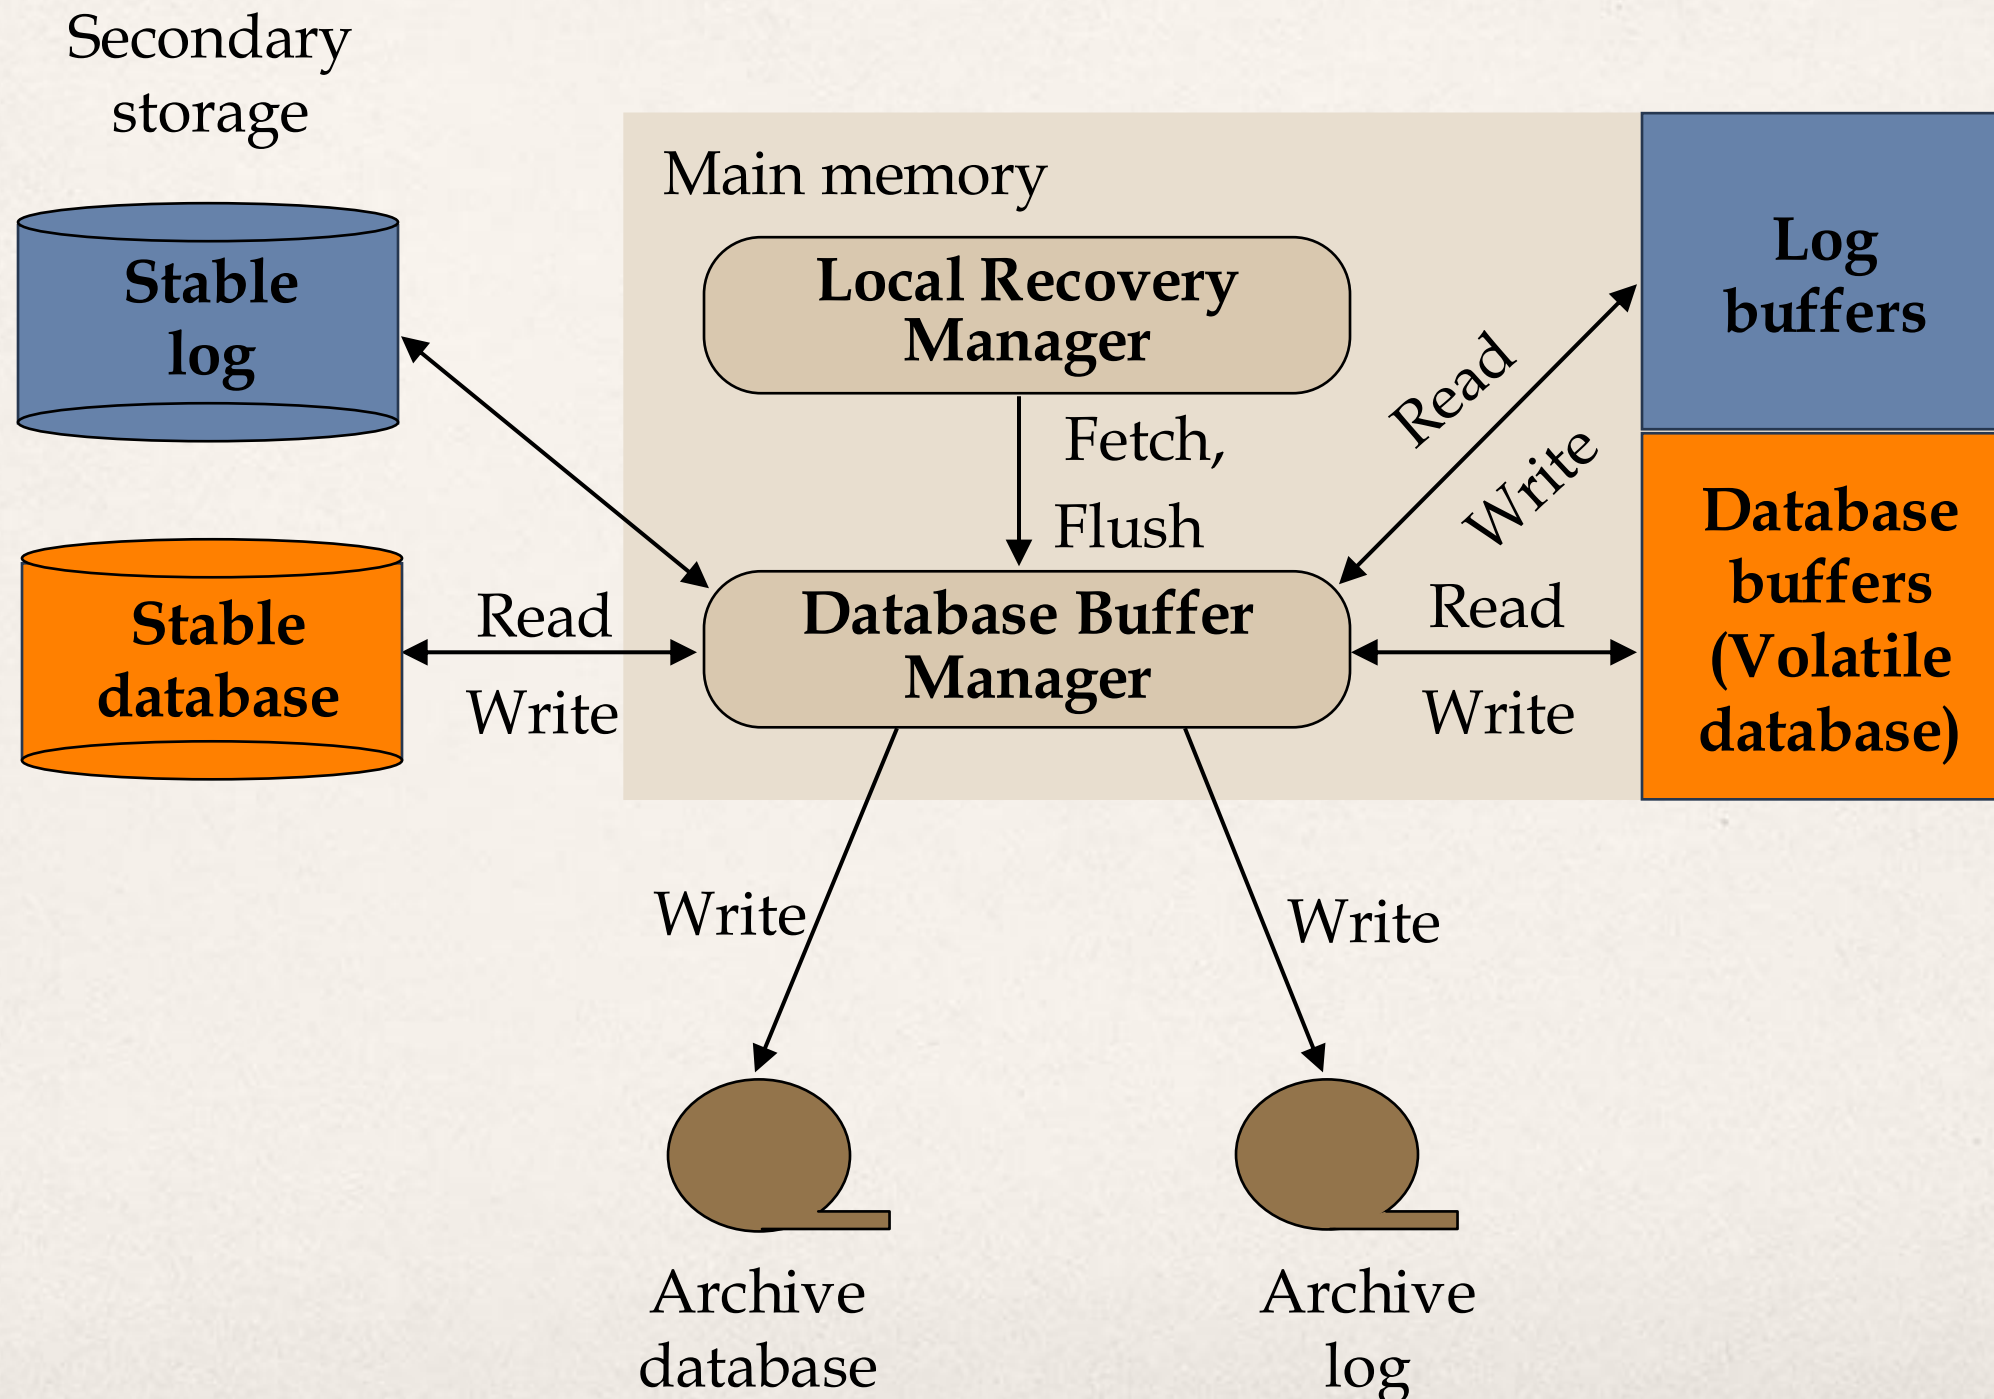 Secondary
storage
Main memory
Stable
log
Local Recovery
Manager
Log
buffers
Fetch,
Flush
Read
Write
Stable
database
Read
Write
Database Buffer
Manager
Read
Write
Database
buffers
(Volatile
database)
Write
Write
Archive
database
Archive
log